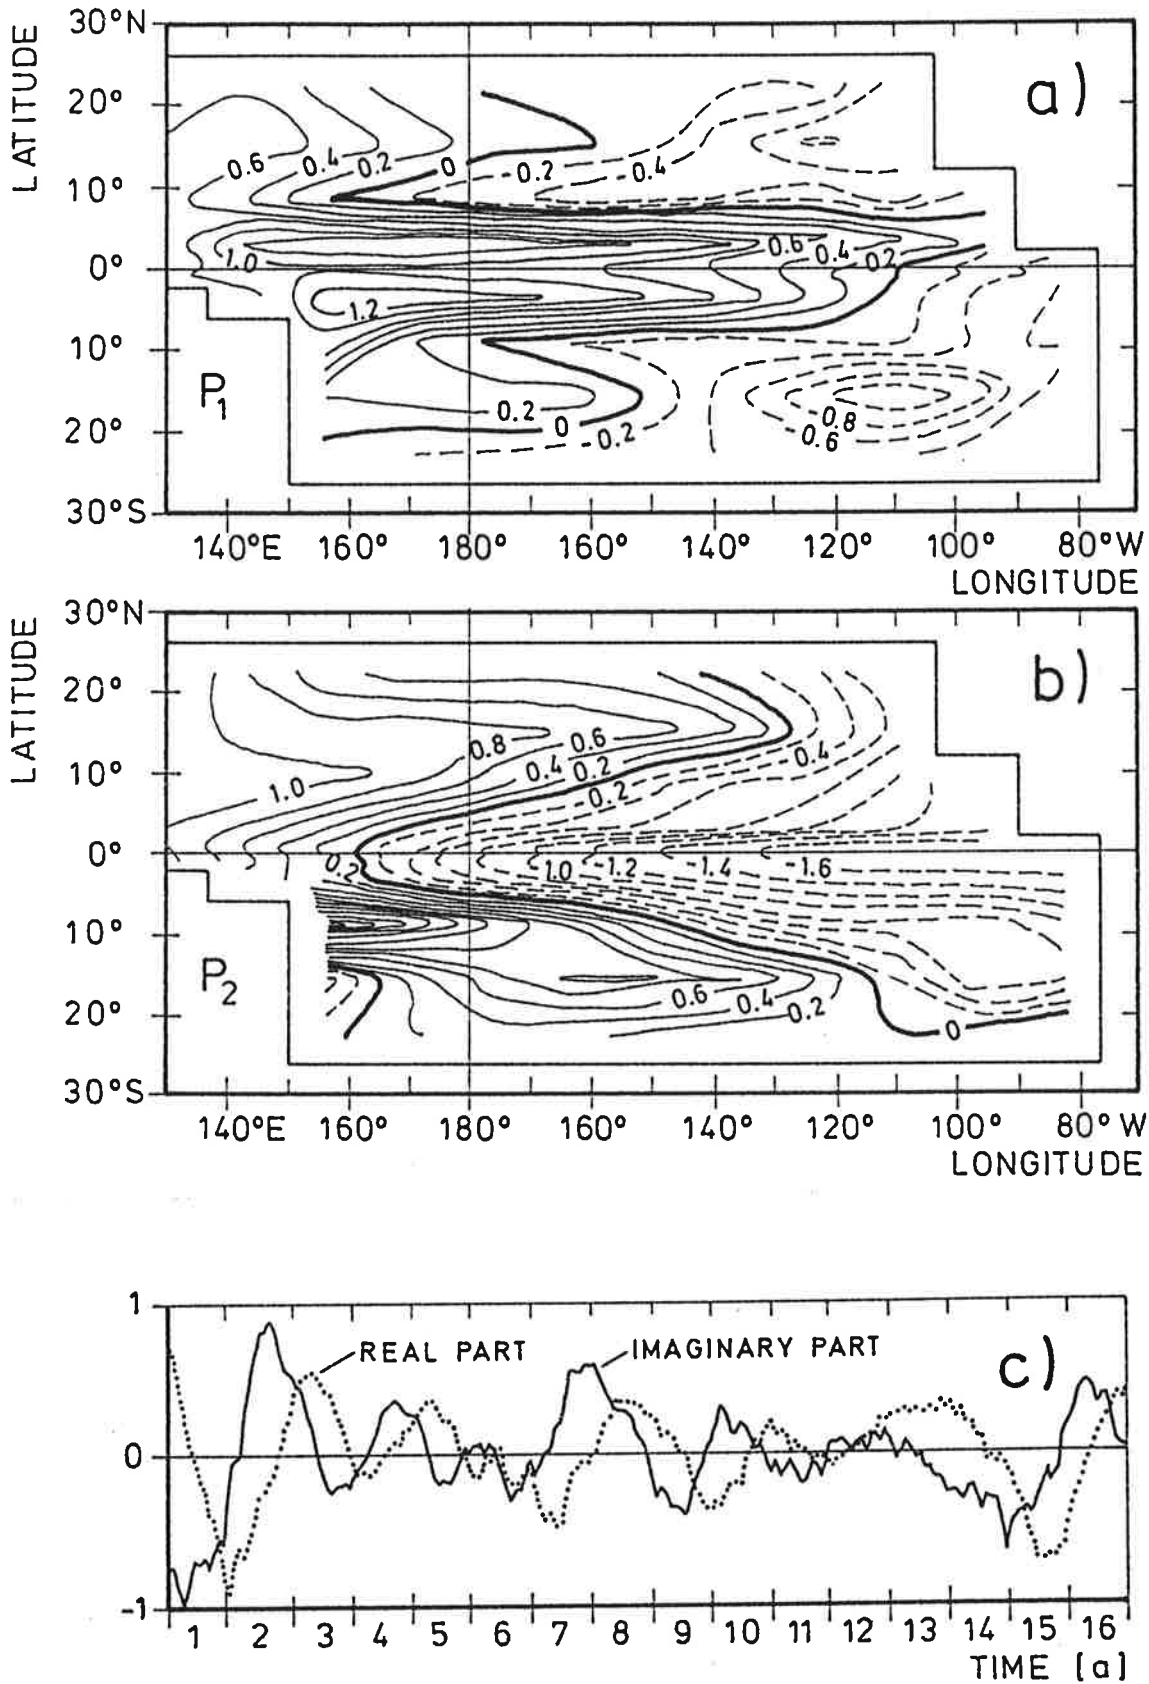 30°N
LATITUDE
20°
10°
0°
10°
20°
30°S
a)
0.6
0.4
0.2
0
-0.2
-0.4
0.6
0.4
0.2
1.0
1.2
0.2
0
-0.2
-0.8
-0.6
P1
140°E 160° 180° 160° 140° 120° 100° 80°W
LONGITUDE
30°N
LATITUDE
20°
10°
0°
10°
20°
30°S
b)
0.8
0.6
0.4
0.2
-0.2
-0.4
1.0
0.2
-1.0
-1.2
-1.4
-1.6
0.6
0.4
0.2
0
P2
140°E 160° 180° 160° 140° 120° 100° 80°W
LONGITUDE
1
0
-1
REAL PART
IMAGINARY PART
c)
1 2 3 4 5 6 7 8 9 10 11 12 13 14 15 16
TIME [a]